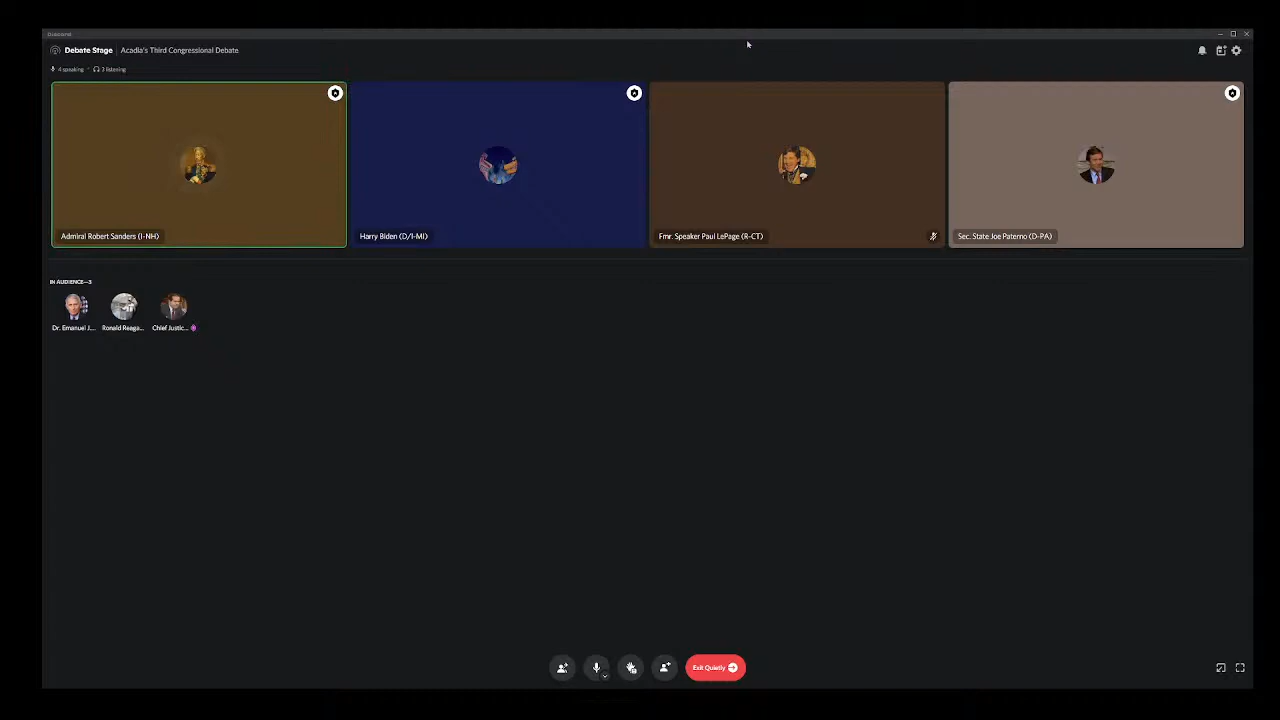 Discord
Debate Stage | Acadia's Third Congressional Debate
4 speaking · 3 listening
Admiral Robert Sanders (I-NH)
Harry Biden (D/I-MI)
Fmr. Speaker Paul LePage (R-CT)
Sec. State Joe Paterno (D-PA)
IN AUDIENCE—3
Dr. Emanuel J...
Ronald Reaga...
Chief Justic...
Exit Quietly